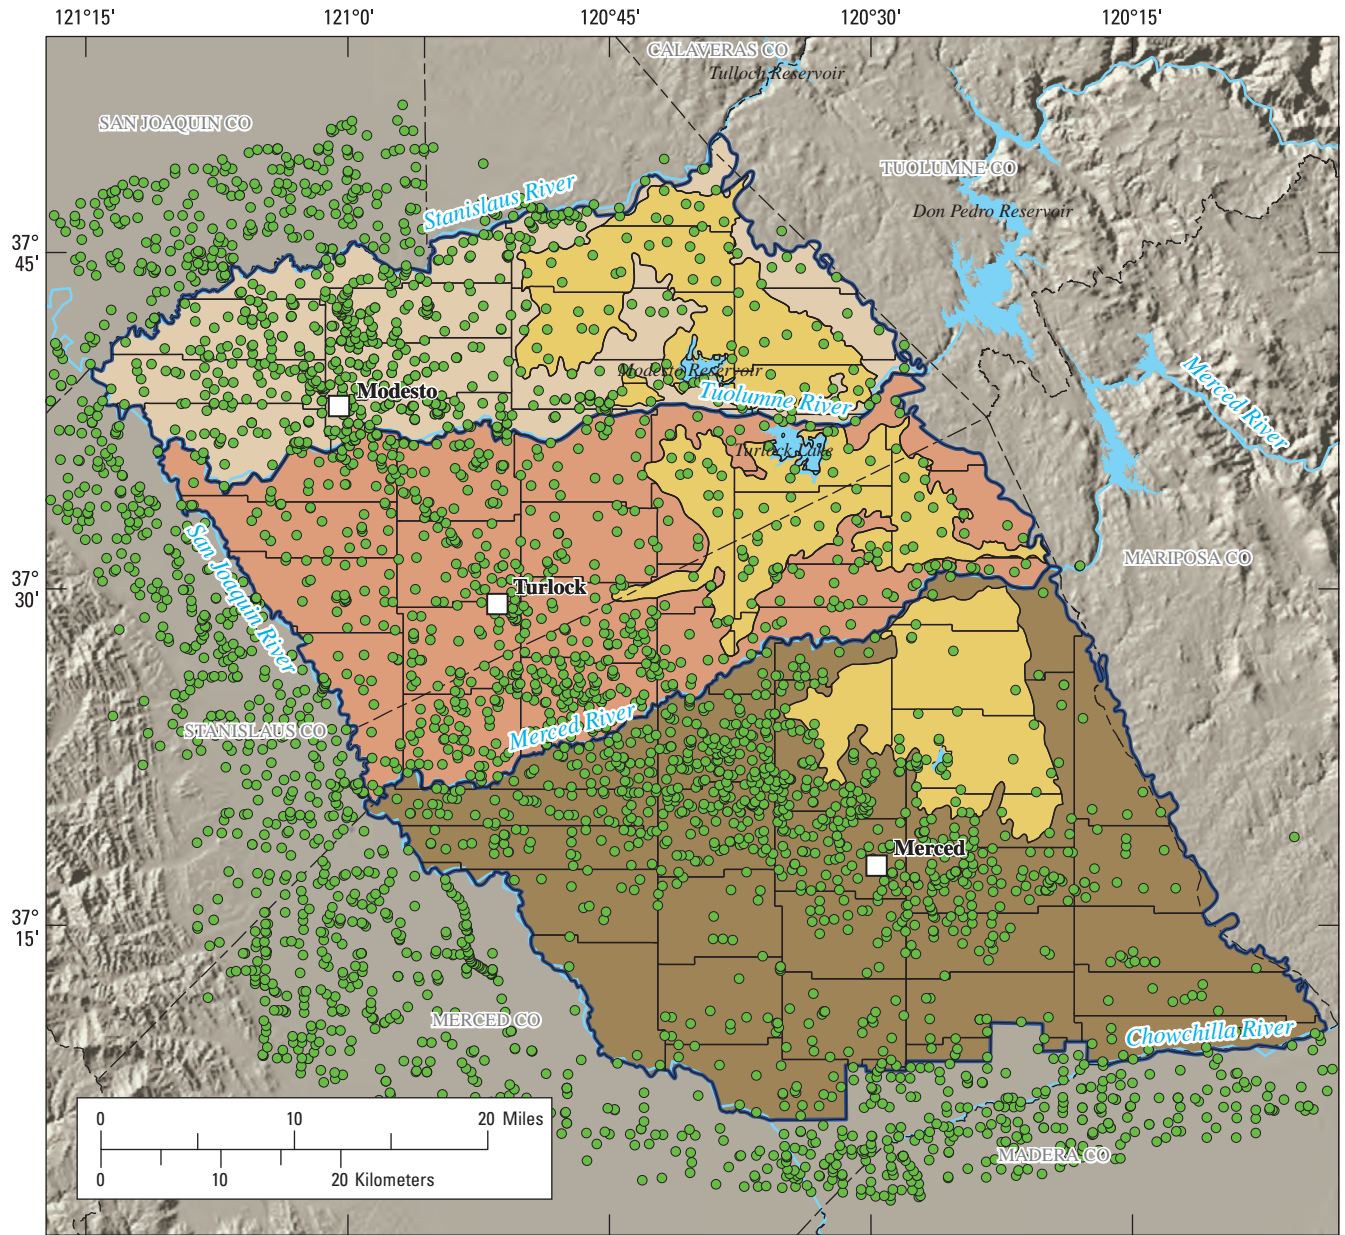 121°15' 121°0' 120°45' 120°30' 120°15'
CALAVERAS CO
Tulloch Reservoir
SAN JOAQUIN CO
TUOLUMNE CO
Stanislaus River
Don Pedro Reservoir
37°
45'
Modesto Reservoir
Merced River
Modesto
Tuolumne River
Turlock Lake
San Joaquin River
MARIPOSA CO
37°
30'
Turlock
STANISLAUS CO
Merced River
Merced
37°
15'
MERCED CO
Chowchilla River
0 10 20 Miles
0 10 20 Kilometers
MADERA CO